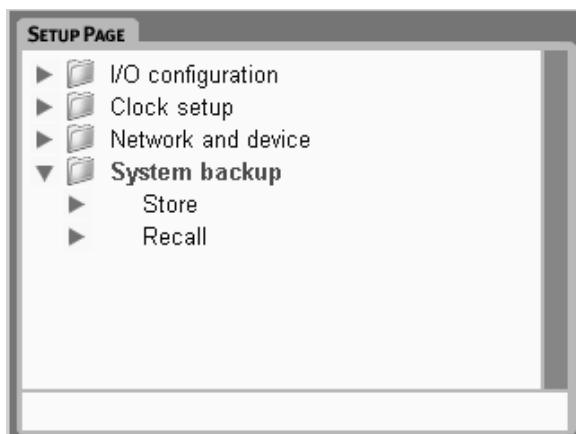 SETUP PAGE
I/O configuration
Clock setup
Network and device
System backup
Store
Recall